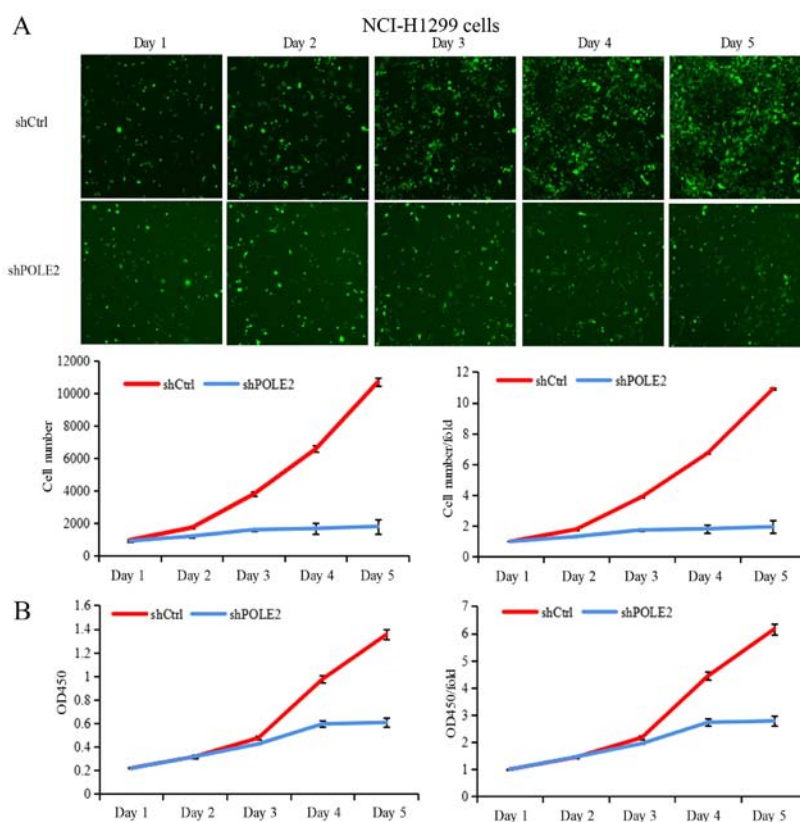 A
NCI-H1299 cells
Day 1 Day 2 Day 3 Day 4 Day 5
shCtrl
shPOLE2
12000
10000
8000
6000
4000
2000
0
Cell number
shCtrl shPOLE2
Day 1 Day 2 Day 3 Day 4 Day 5
12
10
8
6
4
2
0
Cell number/fold
shCtrl shPOLE2
Day 1 Day 2 Day 3 Day 4 Day 5
B
1.6
1.4
1.2
1
0.8
0.6
0.4
0.2
0
OD450
shCtrl shPOLE2
Day 1 Day 2 Day 3 Day 4 Day 5
7
6
5
4
3
2
1
0
OD450/fold
shCtrl shPOLE2
Day 1 Day 2 Day 3 Day 4 Day 5